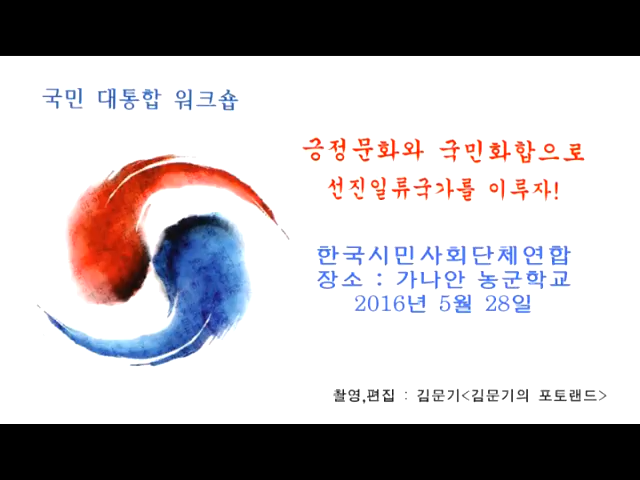 국민 대통합 워크숍
긍정문화와 국민화합으로
선진일류국가를 이루자!
한국시민사회단체연합
장소 : 가나안 농군학교
2016년 5월 28일
촬영,편집 : 김문기<김문기의 포토랜드>